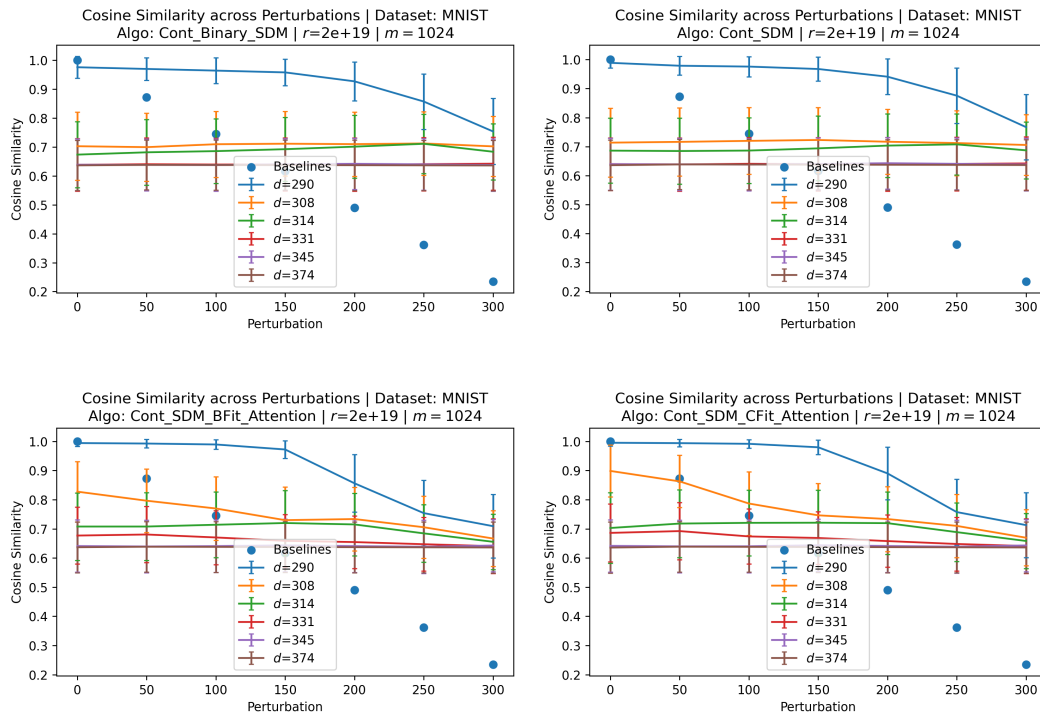 Cosine Similarity across Perturbations | Dataset: MNIST
Algo: Cont_Binary_SDM | r=2e+19 | m = 1024
Cosine Similarity
1.0
0.9
0.8
0.7
0.6
0.5
0.4
0.3
0.2
Baselines
d=290
d=308
d=314
d=331
d=345
d=374
0 50 100 150 200 250 300
Perturbation
Cosine Similarity across Perturbations | Dataset: MNIST
Algo: Cont_SDM | r=2e+19 | m = 1024
Cosine Similarity
1.0
0.9
0.8
0.7
0.6
0.5
0.4
0.3
0.2
Baselines
d=290
d=308
d=314
d=331
d=345
d=374
0 50 100 150 200 250 300
Perturbation
Cosine Similarity across Perturbations | Dataset: MNIST
Algo: Cont_SDM_BFit_Attention | r=2e+19 | m = 1024
Cosine Similarity
1.0
0.9
0.8
0.7
0.6
0.5
0.4
0.3
0.2
Baselines
d=290
d=308
d=314
d=331
d=345
d=374
0 50 100 150 200 250 300
Perturbation
Cosine Similarity across Perturbations | Dataset: MNIST
Algo: Cont_SDM_CFit_Attention | r=2e+19 | m = 1024
Cosine Similarity
1.0
0.9
0.8
0.7
0.6
0.5
0.4
0.3
0.2
Baselines
d=290
d=308
d=314
d=331
d=345
d=374
0 50 100 150 200 250 300
Perturbation